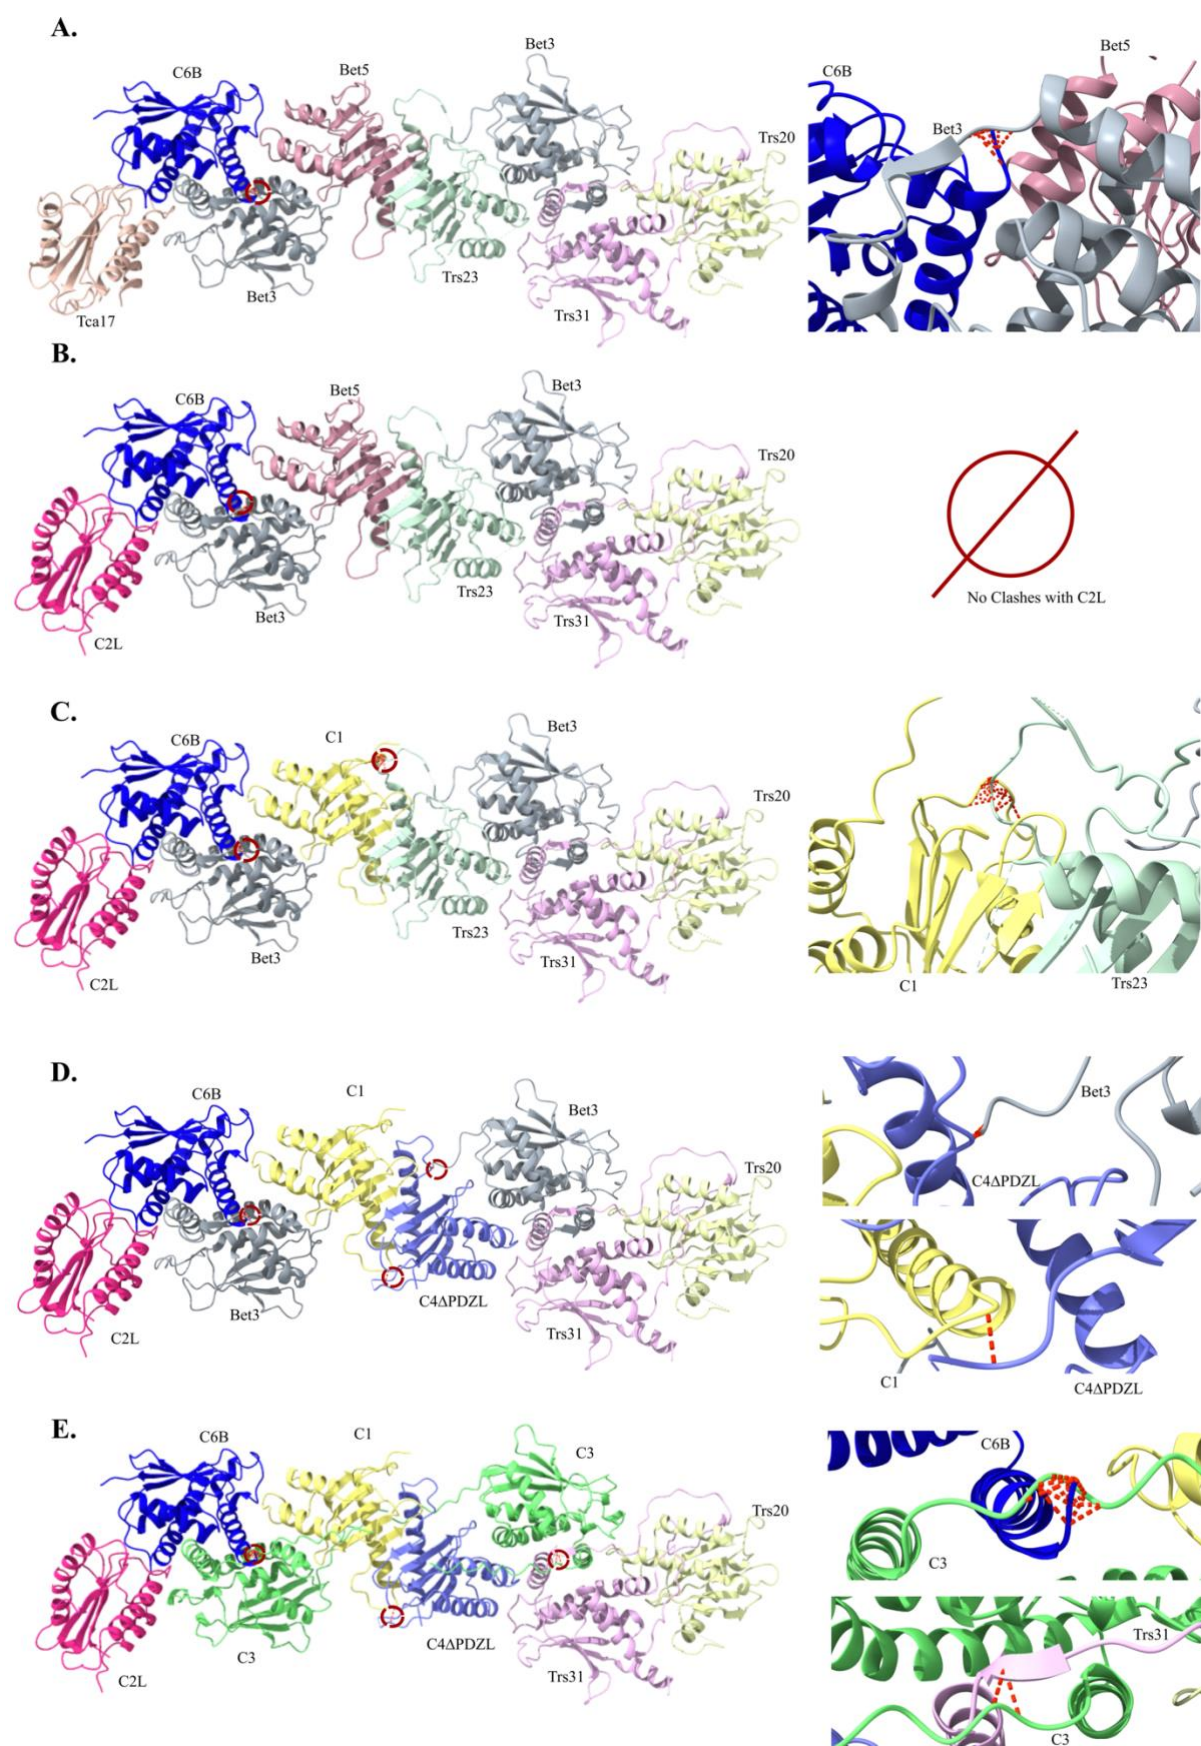 A.
C6B
Bet5
Bet3
Trs20
Tca17
Bet3
Trs23
Trs31
C6B
Bet3
Bet5
B.
C6B
Bet5
Bet3
Trs20
C2L
Bet3
Trs23
Trs31
No Clashes with C2L
C.
C6B
C1
Bet3
Trs20
C2L
Bet3
Trs23
Trs31
C1
Trs23
D.
C6B
C1
Bet3
Trs20
C2L
Bet3
C4ΔPDZL
Trs31
Bet3
C4ΔPDZL
C1
C4ΔPDZL
E.
C6B
C1
C3
Trs20
C2L
C3
C4ΔPDZL
Trs31
C6B
C3
Trs31
C3